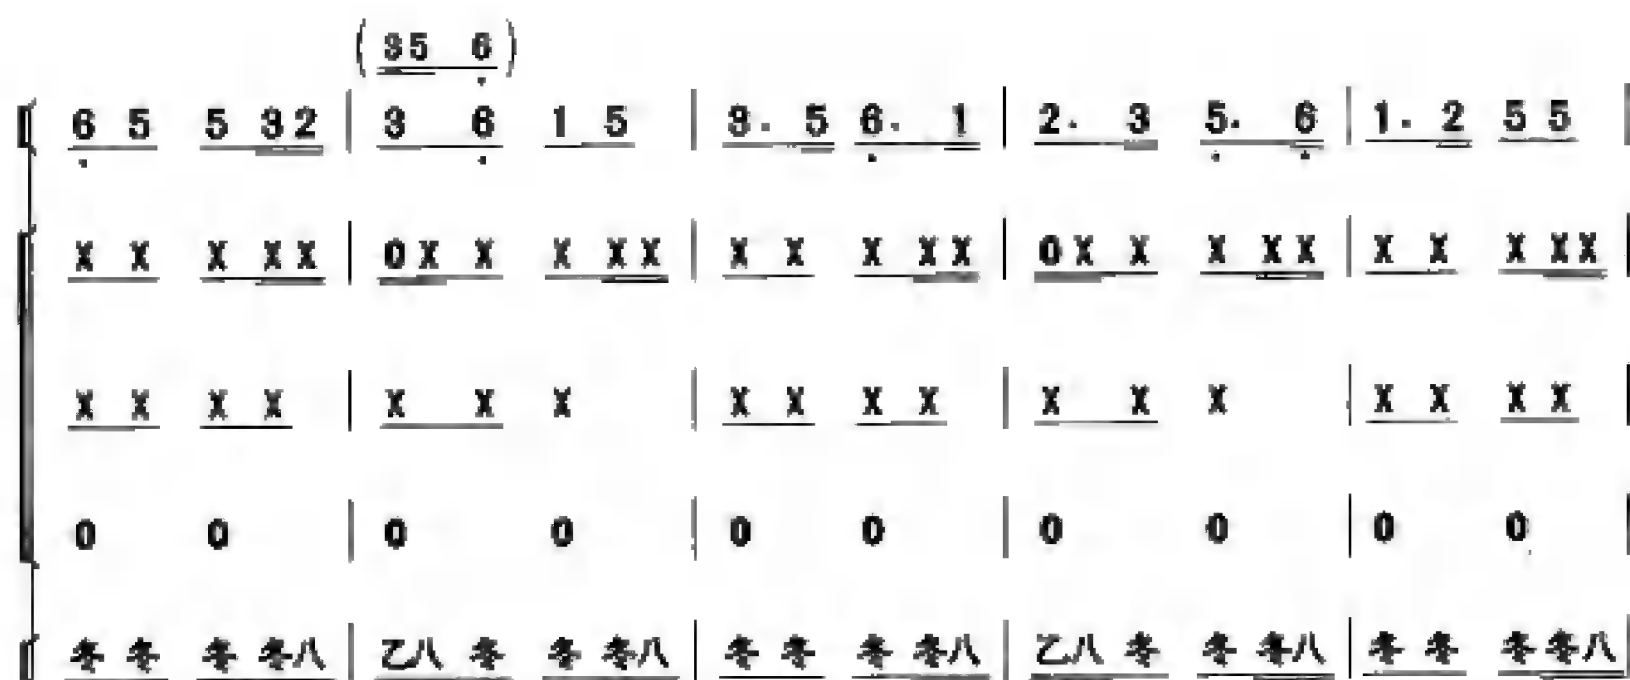 (35 6)
6 5 5 32 | 3 6 1 5 | 3. 5 6. 1 | 2. 3 5. 6 | 1. 2 5 5 |
X X X XX | 0X X X XX | X X X XX | 0X X X XX | X X X XX |
X X X X | X X X | X X X X | X X X | X X X X |
0 0 | 0 0 | 0 0 | 0 0 | 0 0 |
冬 冬 冬 冬八 | 乙八 冬 冬 冬八 | 冬 冬 冬 冬八 | 乙八 冬 冬 冬八 | 冬 冬 冬冬八 |